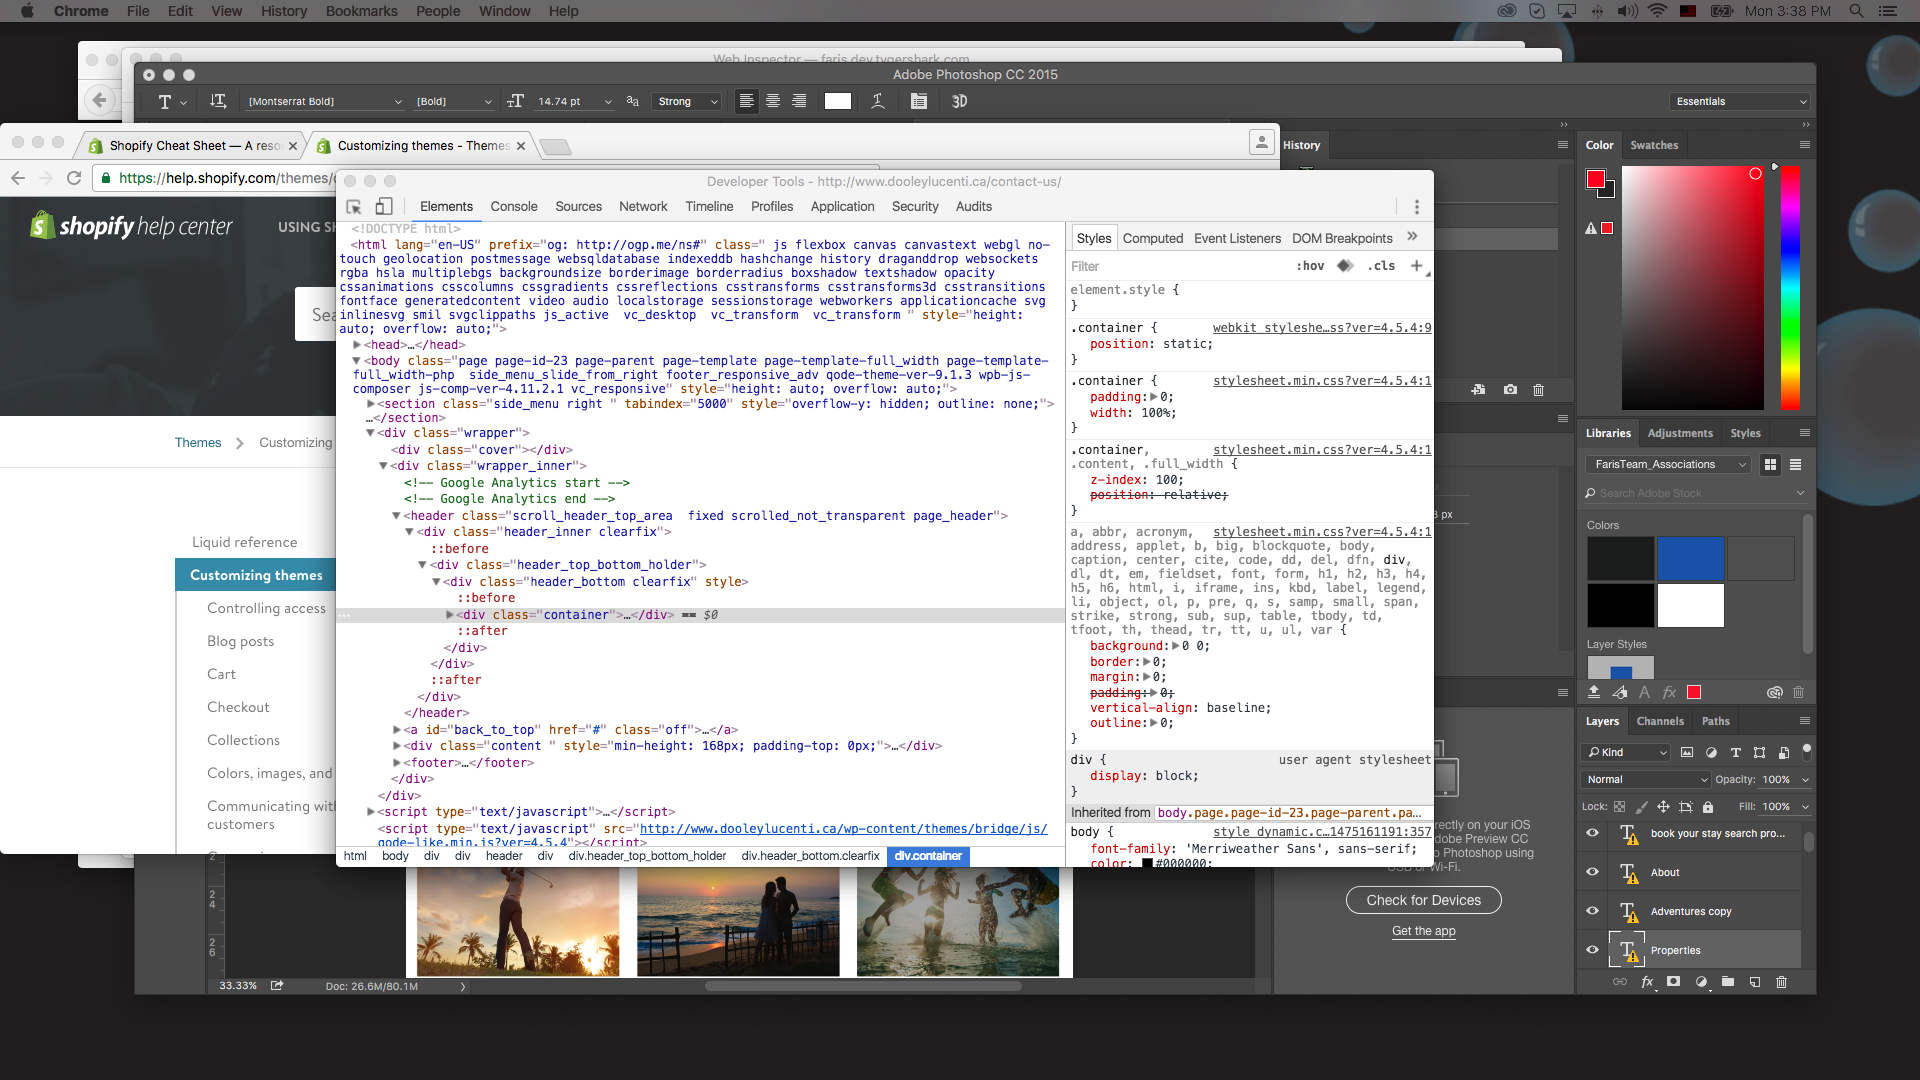 Chrome File Edit View History Bookmarks People Window Help
Mon 3:38 PM
Web Inspector — faris.dev.tygershark.com
Adobe Photoshop CC 2015
[Montserrat Bold]
[Bold]
14.74 pt
Strong
3D
Essentials
Shopify Cheat Sheet — A reso
Customizing themes - Themes
https://help.shopify.com/themes/
shopify help center
USING SH
Sea
Themes
Customizing
Liquid reference
Customizing themes
Controlling access
Blog posts
Cart
Checkout
Collections
Colors, images, and
Communicating with
customers
Developer Tools - http://www.dooleylucenti.ca/contact-us/
Elements Console Sources Network Timeline Profiles Application Security Audits
<!DOCTYPE html>
<html lang="en-US" prefix="og: http://ogp.me/ns#" class=" js flexbox canvas canvastext webgl no-
touch geolocation postmessage websqldatabase indexeddb hashchange history draganddrop websockets
rgba hsla multiplebgs backgroundsize borderimage borderradius boxshadow textshadow opacity
cssanimations csscolumns cssgradients cssreflections csstransforms csstransforms3d csstransitions
fontface generatedcontent video audio localstorage sessionstorage webworkers applicationcache svg
inlinesvg smil svgclippaths js_active  vc_desktop  vc_transform  vc_transform " style="height:
auto; overflow: auto;">
<head>…</head>
<body class="page page-id-23 page-parent page-template page-template-full_width page-template-
full_width-php  side_menu_slide_from_right footer_responsive_adv qode-theme-ver-9.1.3 wpb-js-
composer js-comp-ver-4.11.2.1 vc_responsive" style="height: auto; overflow: auto;">
<section class="side_menu right " tabindex="5000" style="overflow-y: hidden; outline: none;">
…</section>
<div class="wrapper">
<div class="cover"></div>
<div class="wrapper_inner">
<!-- Google Analytics start -->
<!-- Google Analytics end -->
<header class="scroll_header_top_area  fixed scrolled_not_transparent page_header">
<div class="header_inner clearfix">
::before
<div class="header_top_bottom_holder">
<div class="header_bottom clearfix" style>
::before
<div class="container">…</div> == $0
::after
</div>
</div>
::after
</div>
</header>
<a id="back_to_top" href="#" class="off">…</a>
<div class="content " style="min-height: 168px; padding-top: 0px;">…</div>
<footer>…</footer>
</div>
</div>
<script type="text/javascript">…</script>
<script type="text/javascript" src="http://www.dooleylucenti.ca/wp-content/themes/bridge/js/
qode-like.min.js?ver=4.5.4"></script>
html body div div header div div.header_top_bottom_holder div.header_bottom.clearfix div.container
Styles Computed Event Listeners DOM Breakpoints
Filter :hov .cls +
element.style {
}
.container { webkit_styleshe…ss?ver=4.5.4:9
position: static;
}
.container { stylesheet.min.css?ver=4.5.4:1
padding: 0;
width: 100%;
}
.container, stylesheet.min.css?ver=4.5.4:1
.content, .full_width {
z-index: 100;
position: relative;
}
a, abbr, acronym, stylesheet.min.css?ver=4.5.4:1
address, applet, b, big, blockquote, body,
caption, center, cite, code, dd, del, dfn, div,
dl, dt, em, fieldset, font, form, h1, h2, h3, h4,
h5, h6, html, i, iframe, ins, kbd, label, legend,
li, object, ol, p, pre, q, s, samp, small, span,
strike, strong, sub, sup, table, tbody, td,
tfoot, th, thead, tr, tt, u, ul, var {
background: 0 0;
border: 0;
margin: 0;
padding: 0;
vertical-align: baseline;
outline: 0;
}
div { user agent stylesheet
display: block;
}
Inherited from body.page.page-id-23.page-parent.pa…
body { style_dynamic.c…1475161191:357
font-family: 'Merriweather Sans', sans-serif;
color: #000000;
History
3 px
rectly on your iOS
dobe Preview CC
o Photoshop using
USB or Wi-Fi.
Check for Devices
Get the app
Color Swatches
Libraries Adjustments Styles
FarisTeam_Associations
Search Adobe Stock
Colors
Layer Styles
Layers Channels Paths
Kind
Normal Opacity: 100%
Lock: Fill: 100%
book your stay search pro...
About
Adventures copy
Properties
2
4
2
6
33.33%
Doc: 26.6M/80.1M